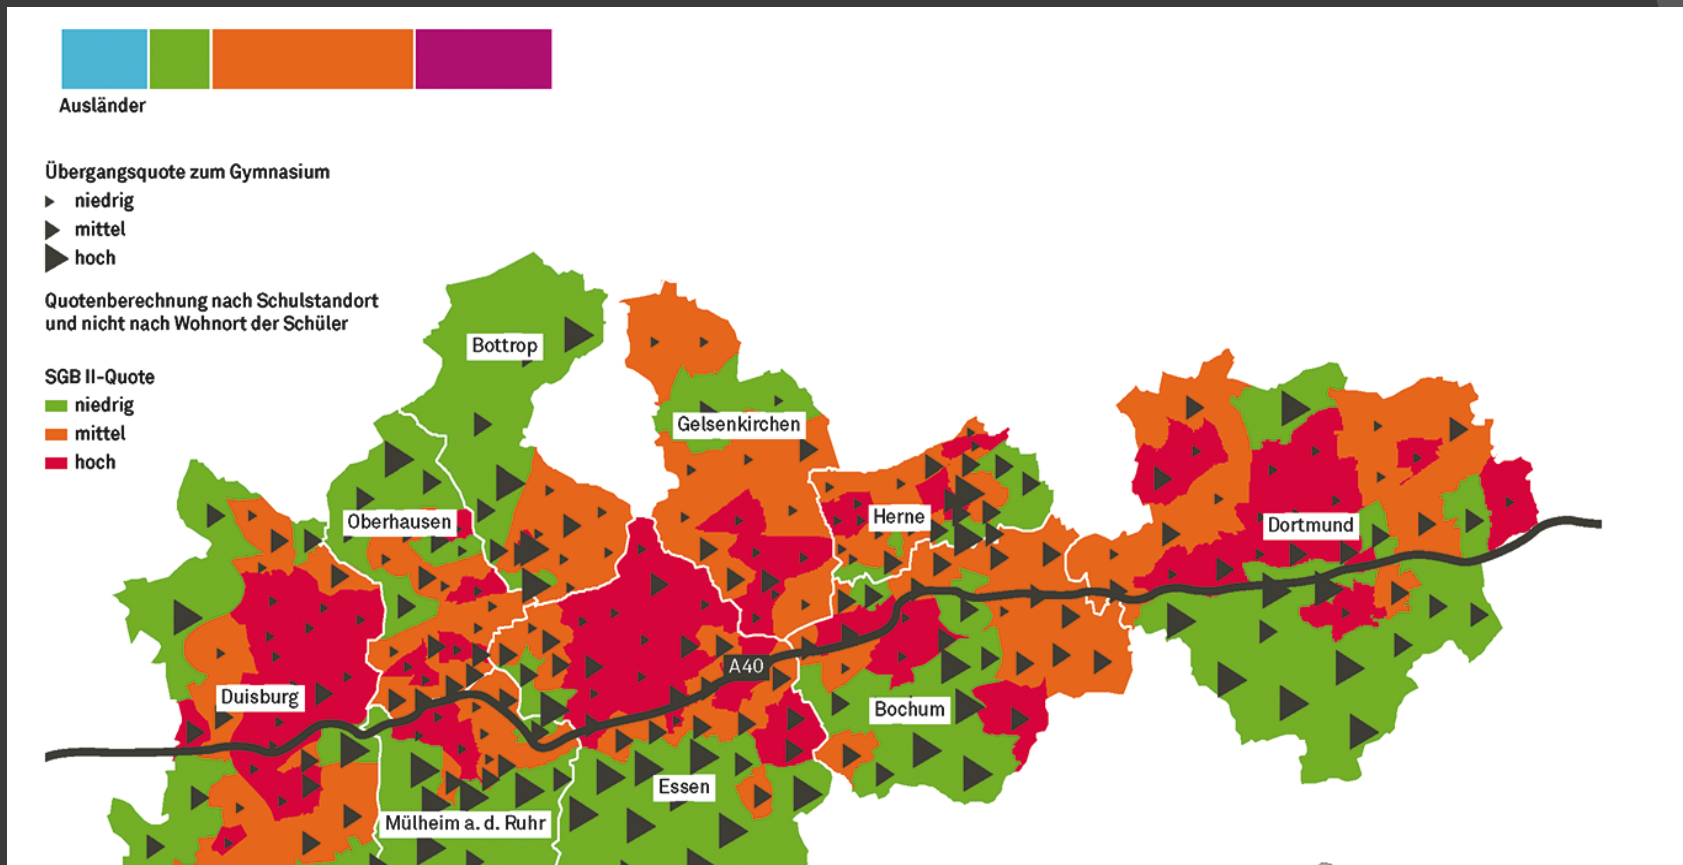 Ausländer
Übergangsquote zum Gymnasium
niedrig
mittel
hoch
Quotenberechnung nach Schulstandort
und nicht nach Wohnort der Schüler
SGB II-Quote
niedrig
mittel
hoch
Bottrop
Gelsenkirchen
Oberhausen
Herne
Dortmund
A40
Duisburg
Bochum
Essen
Mülheim a. d. Ruhr